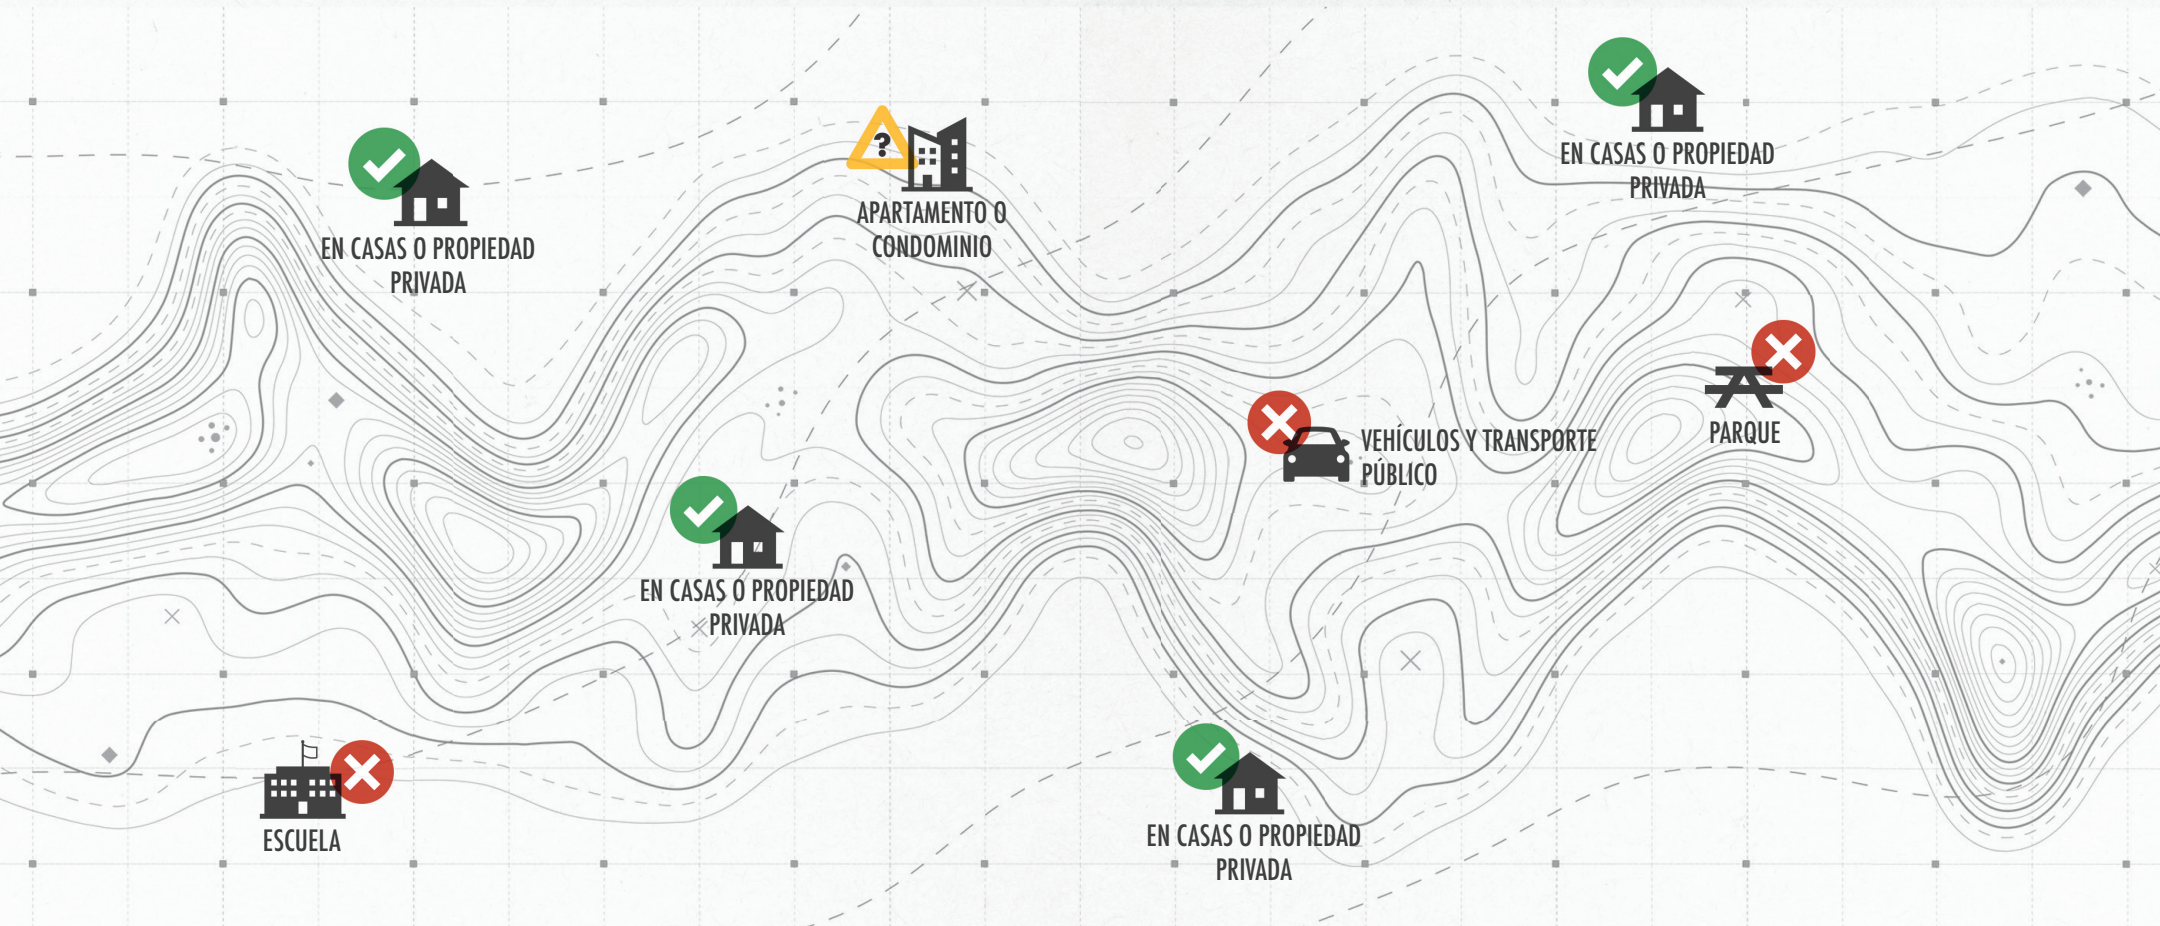 EN CASAS O PROPIEDAD
PRIVADA
?
APARTAMENTO O
CONDOMINIO
EN CASAS O PROPIEDAD
PRIVADA
VEHÍCULOS Y TRANSPORTE
PÚBLICO
PARQUE
EN CASAS O PROPIEDAD
PRIVADA
ESCUELA
EN CASAS O PROPIEDAD
PRIVADA